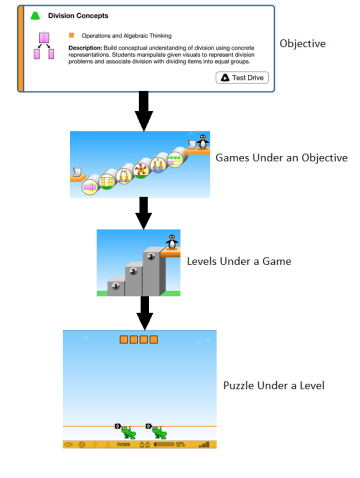 Division Concepts
Operations and Algebraic Thinking
Description: Build conceptual understanding of division using concrete
representations. Students manipulate given visuals to represent division
problems and associate division with dividing items into equal groups.
Test Drive
Objective
Games Under an Objective
Levels Under a Game
Puzzle Under a Level